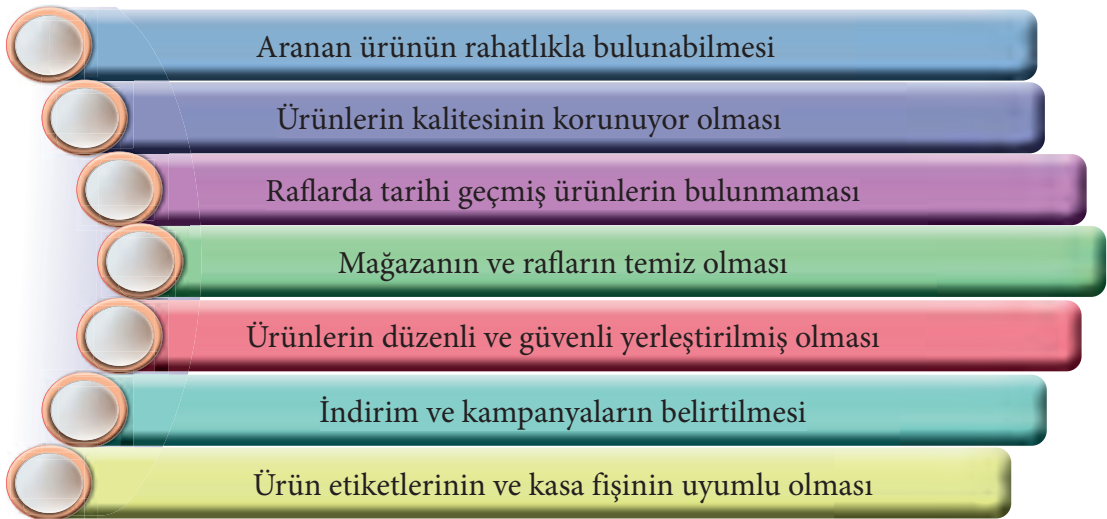 Aranan ürünün rahatlıkla bulunabilmesi
Ürünlerin kalitesinin korunuyor olması
Raflarda tarihi geçmiş ürünlerin bulunmaması
Mağazanın ve rafların temiz olması
Ürünlerin düzenli ve güvenli yerleştirilmiş olması
İndirim ve kampanyaların belirtilmesi
Ürün etiketlerinin ve kasa fişinin uyumlu olması